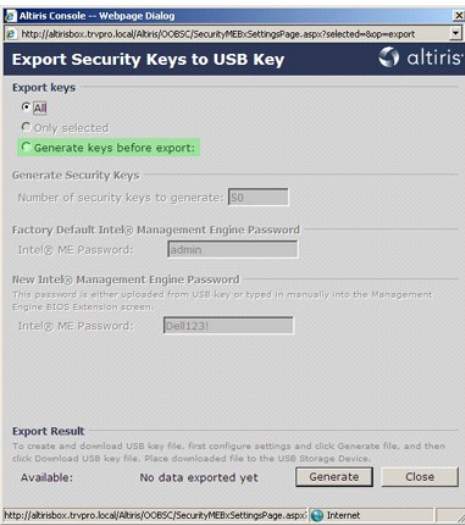 Altiris Console -- Webpage Dialog
http://altirisbox.trvpro.local/Altiris/OOBSC/SecurityMEBxSettingsPage.aspx?selected=&op=export
Export Security Keys to USB Key
altiris
Export keys
All
Only selected
Generate keys before export:
Generate Security Keys
Number of security keys to generate: 50
Factory Default Intel® Management Engine Password
Intel® ME Password: admin
New Intel® Management Engine Password
This password is either uploaded from USB key or typed in manually into the Management
Engine BIOS Extension screen.
Intel® ME Password: Dell123!
Export Result
To create and download USB key file, first configure settings and click Generate file, and then
click Download USB key file. Place downloaded file to the USB Storage Device.
Available: No data exported yet Generate Close
http://altirisbox.trvpro.local/Altiris/OOBSC/SecurityMEBxSettingsPage.aspx Internet